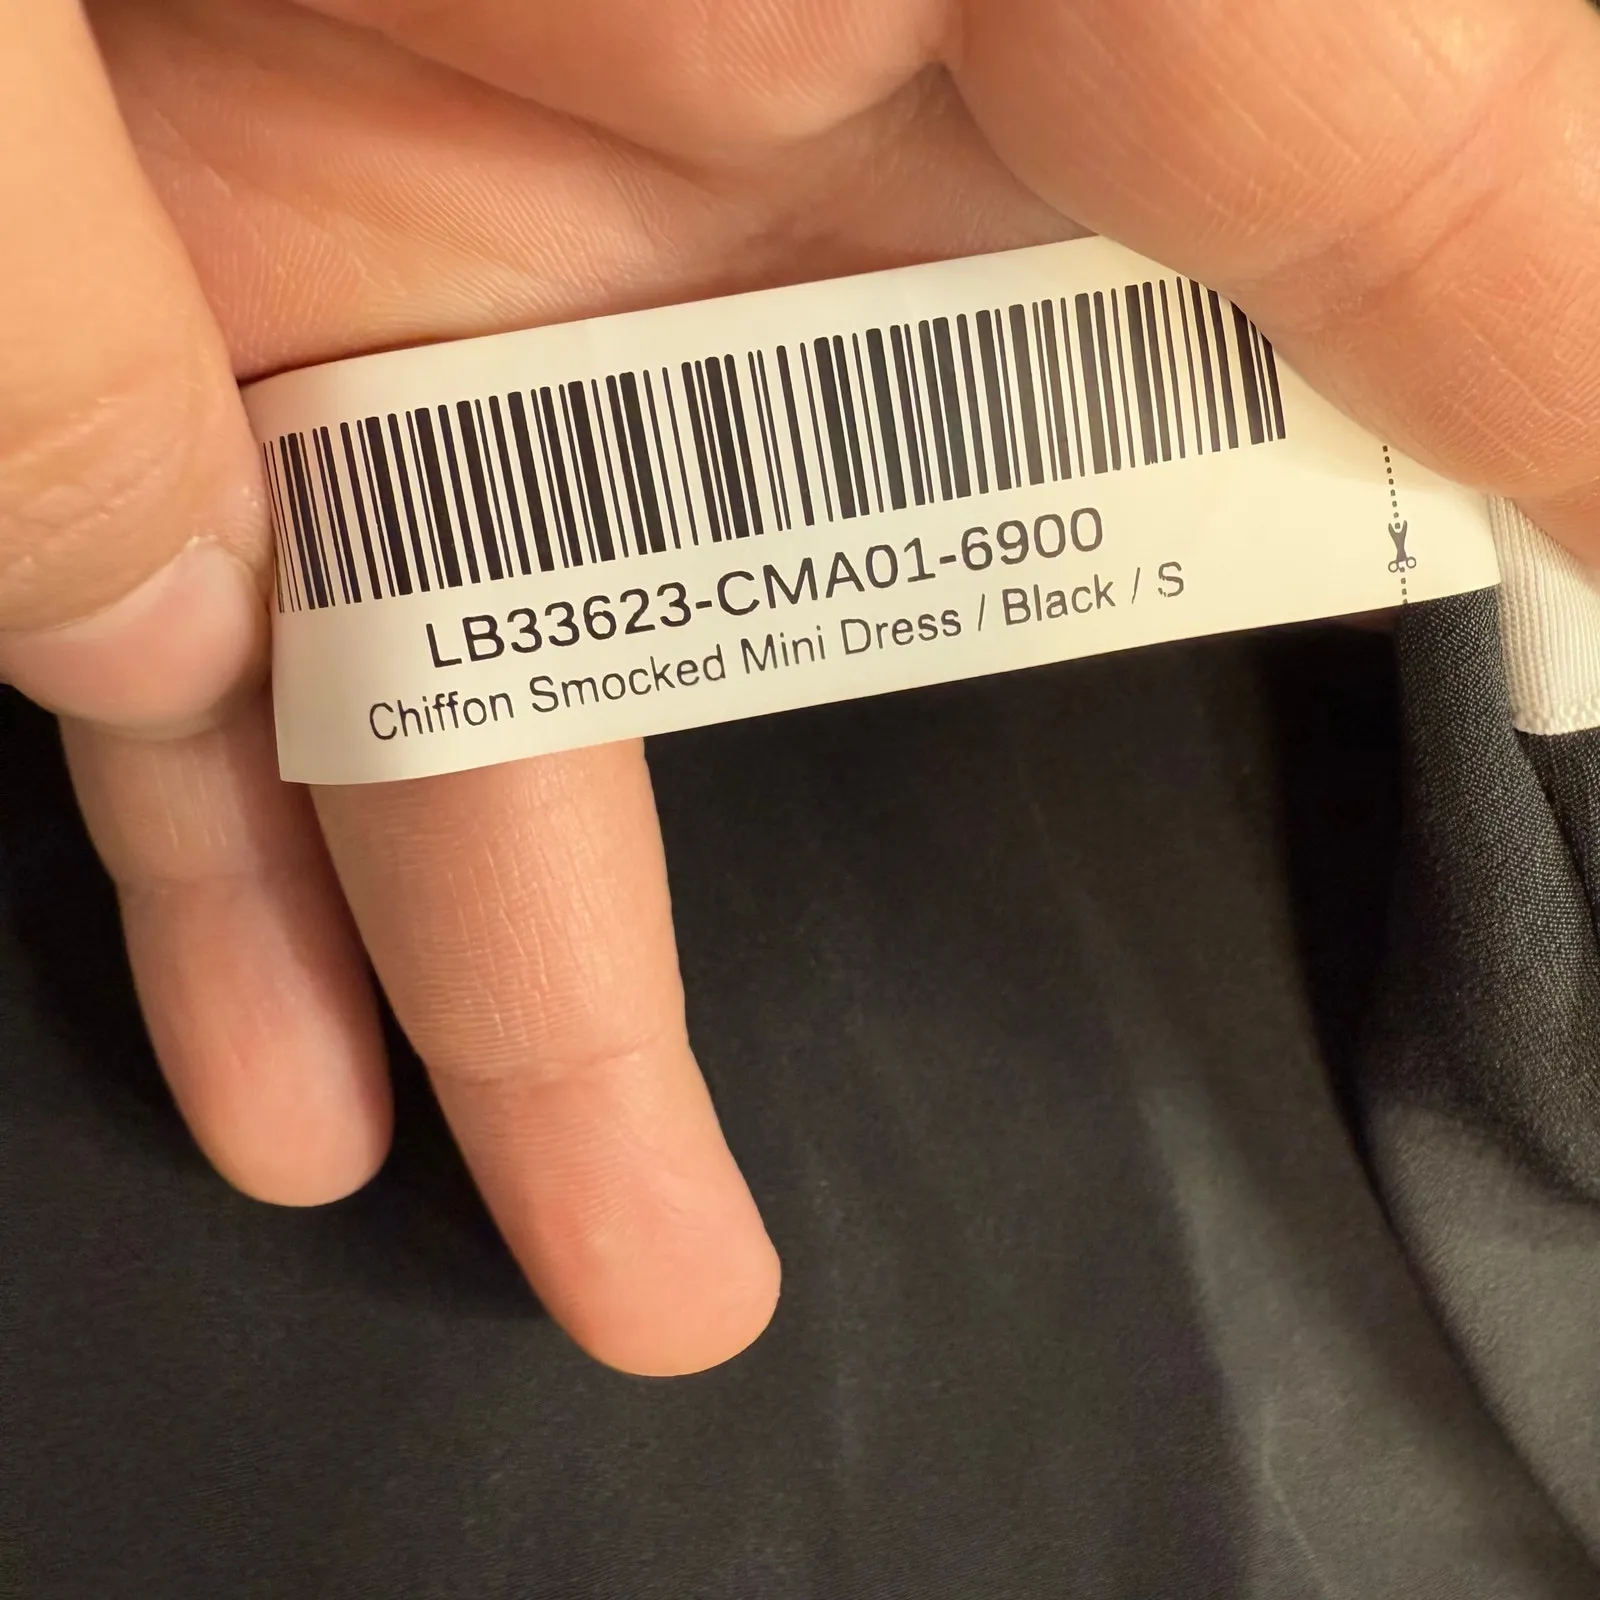 LB33623-CMA01-6900
Chiffon Smocked Mini Dress / Black / S